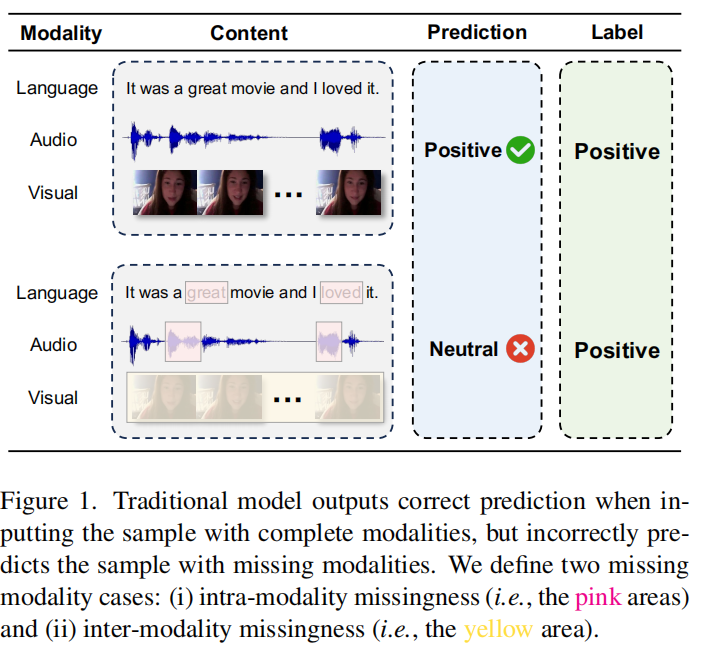 Modality Content Prediction Label
Language It was a great movie and I loved it.
Audio
Positive Positive
Visual
...
Language It was a great movie and I loved it.
Audio
Neutral Positive
Visual
...
Figure 1. Traditional model outputs correct prediction when in-
putting the sample with complete modalities, but incorrectly pre-
dicts the sample with missing modalities. We define two missing
modality cases: (i) intra-modality missingness (i.e., the pink areas)
and (ii) inter-modality missingness (i.e., the yellow area).